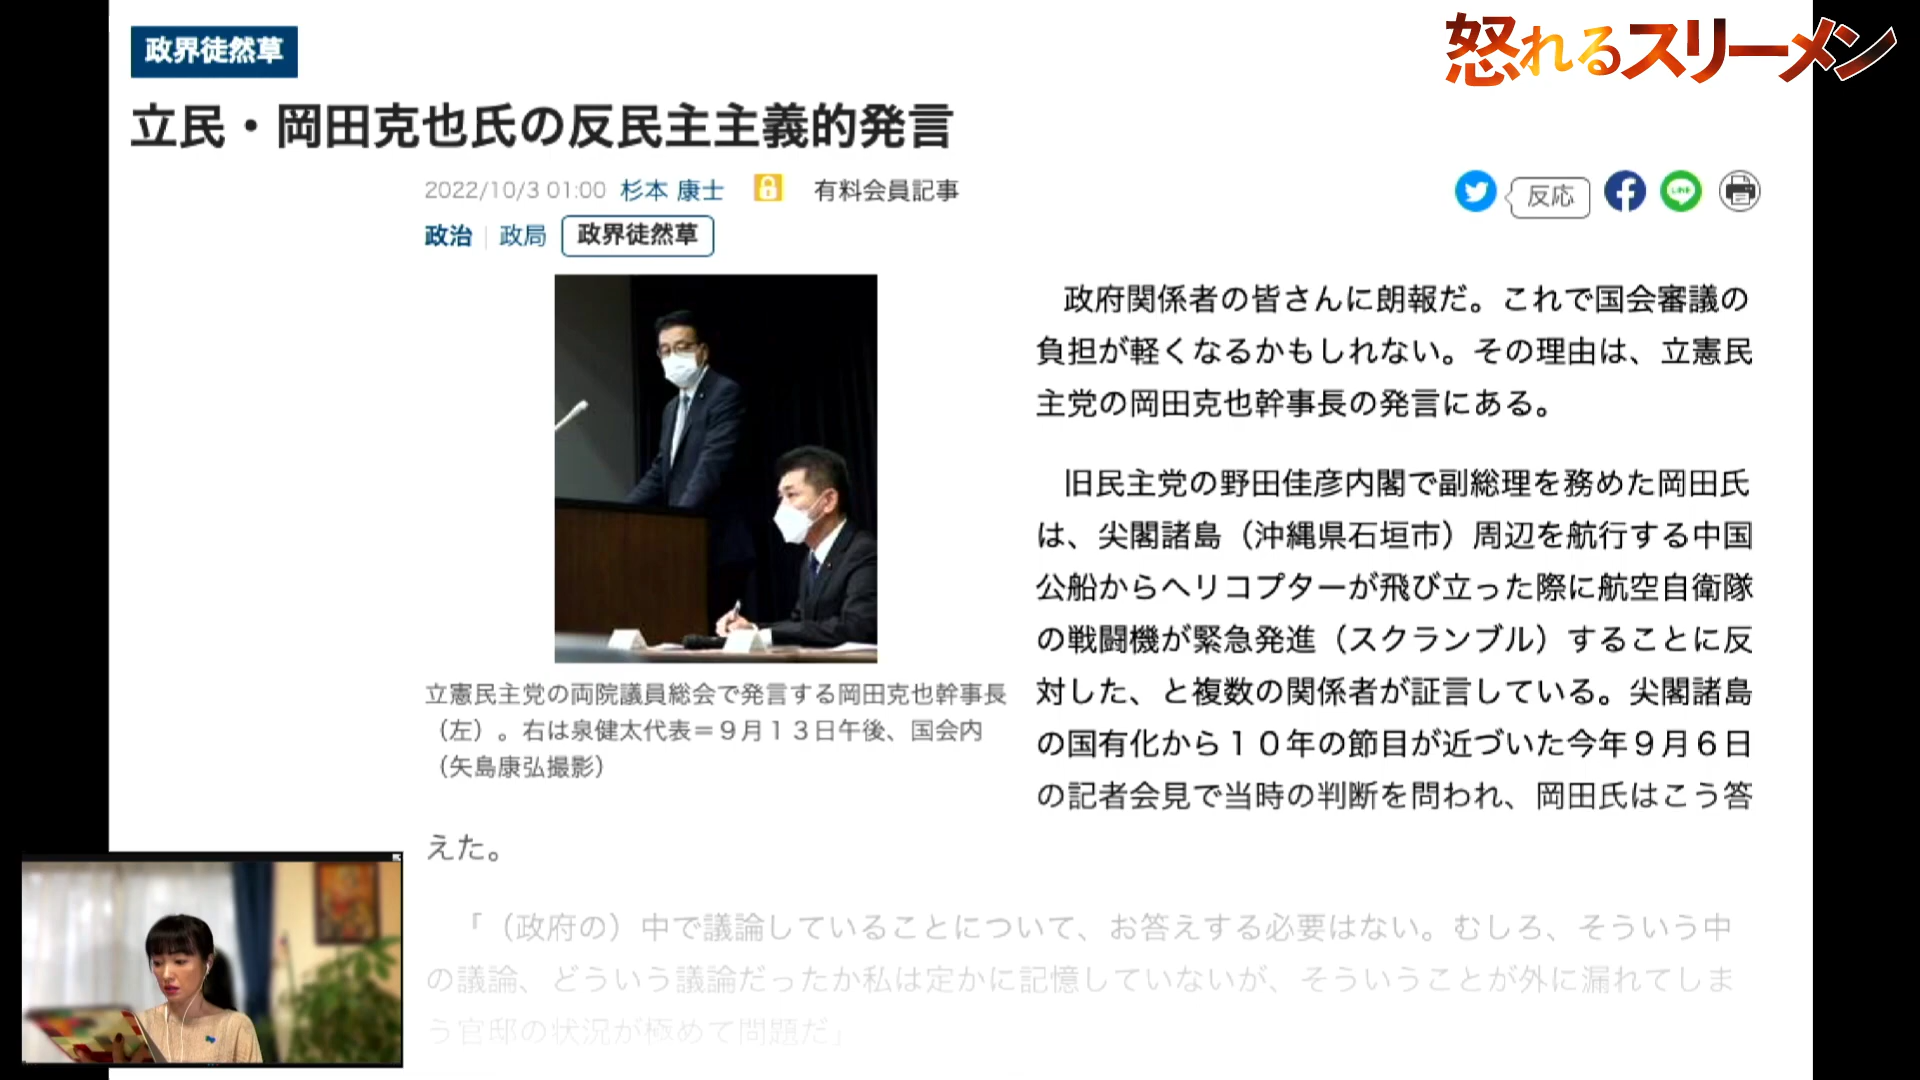 怒れるスリーメン
政界徒然草
立民・岡田克也氏の反民主主義的発言
2022/10/3 01:00 杉本 康士 有料会員記事
反応
LINE
政治 政局 政界徒然草
政府関係者の皆さんに朗報だ。これで国会審議の
負担が軽くなるかもしれない。その理由は、立憲民
主党の岡田克也幹事長の発言にある。
旧民主党の野田佳彦内閣で副総理を務めた岡田氏
は、尖閣諸島（沖縄県石垣市）周辺を航行する中国
公船からヘリコプターが飛び立った際に航空自衛隊
の戦闘機が緊急発進（スクランブル）することに反
対した、と複数の関係者が証言している。尖閣諸島
の国有化から１０年の節目が近づいた今年９月６日
の記者会見で当時の判断を問われ、岡田氏はこう答
えた。
立憲民主党の両院議員総会で発言する岡田克也幹事長
（左）。右は泉健太代表＝９月１３日午後、国会内
（矢島康弘撮影）
「（政府の）中で議論していることについて、お答えする必要はない。むしろ、そういう中
の議論、どういう議論だったか私は定かに記憶していないが、そういうことが外に漏れてしま
う官邸の状況が極めて問題だ」